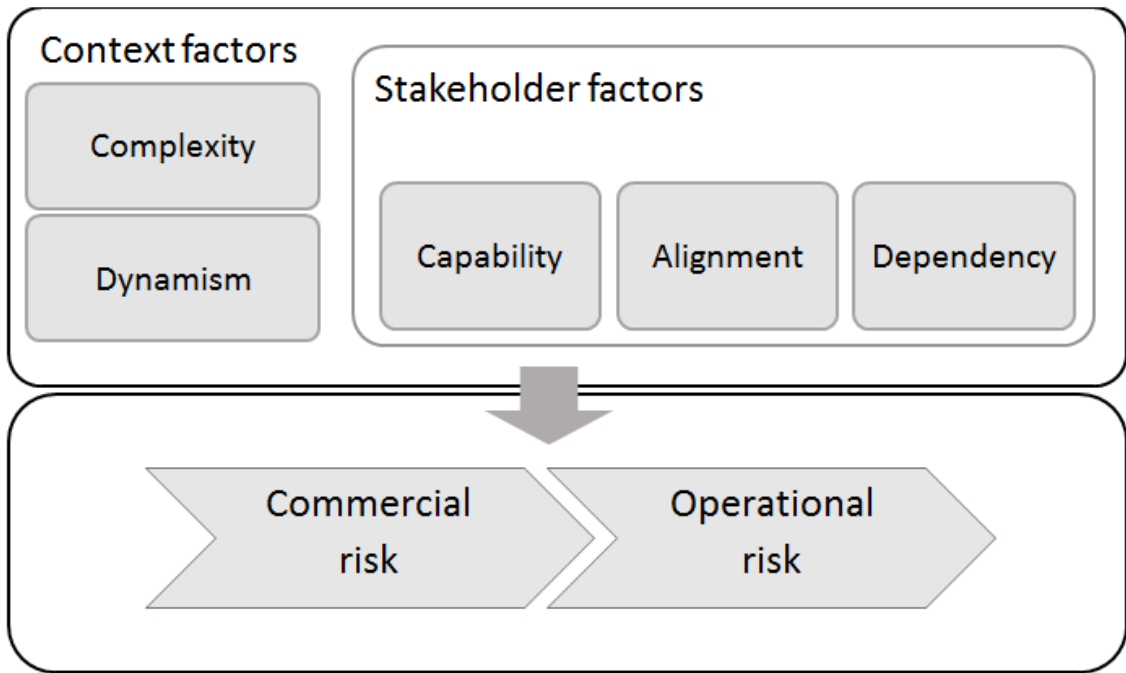 Context factors
Complexity
Dynamism
Stakeholder factors
Capability
Alignment
Dependency
Commercial
risk
Operational
risk